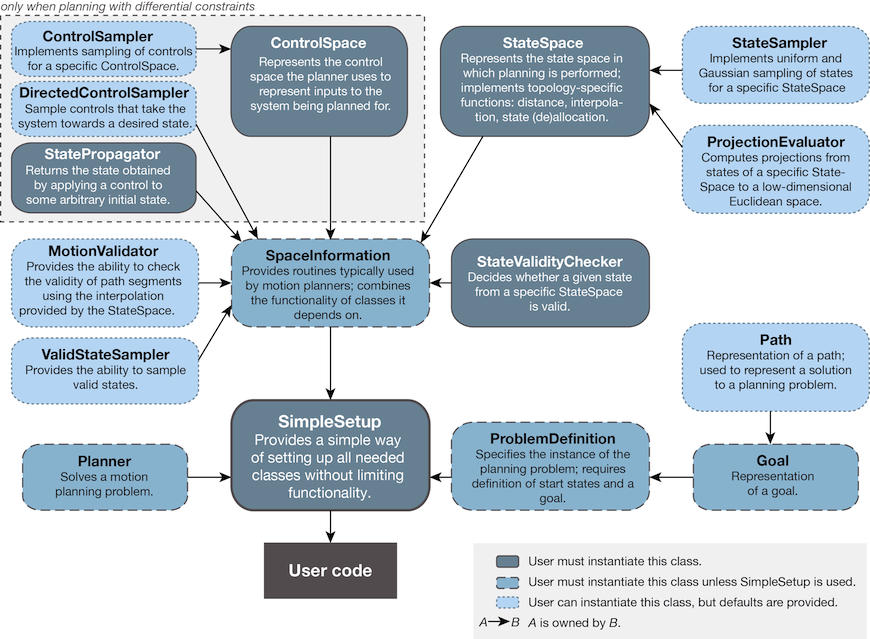 only when planning with differential constraints
ControlSampler
Implements sampling of controls
for a specific ControlSpace.
DirectedControlSampler
Sample controls that take the
system towards a desired state.
StatePropagator
Returns the state obtained
by applying a control to
some arbitrary initial state.
ControlSpace
Represents the control
space the planner uses to
represent inputs to the
system being planned for.
StateSpace
Represents the state space in
which planning is performed;
implements topology-specific
functions: distance, interpola-
tion, state (de)allocation.
StateSampler
Implements uniform and
Gaussian sampling of states
for a specific StateSpace
ProjectionEvaluator
Computes projections from
states of a specific State-
Space to a low-dimensional
Euclidean space.
MotionValidator
Provides the ability to check
the validity of path segments
using the interpolation
provided by the StateSpace.
SpaceInformation
Provides routines typically used
by motion planners; combines
the functionality of classes it
depends on.
StateValidityChecker
Decides whether a given state
from a specific StateSpace
is valid.
ValidStateSampler
Provides the ability to sample
valid states.
Path
Representation of a path;
used to represent a solution
to a planning problem.
Planner
Solves a motion
planning problem.
SimpleSetup
Provides a simple way
of setting up all needed
classes without limiting
functionality.
ProblemDefinition
Specifies the instance of the
planning problem; requires
definition of start states and a
goal.
Goal
Representation
of a goal.
User code
User must instantiate this class.
User must instantiate this class unless SimpleSetup is used.
User can instantiate this class, but defaults are provided.
A B A is owned by B.